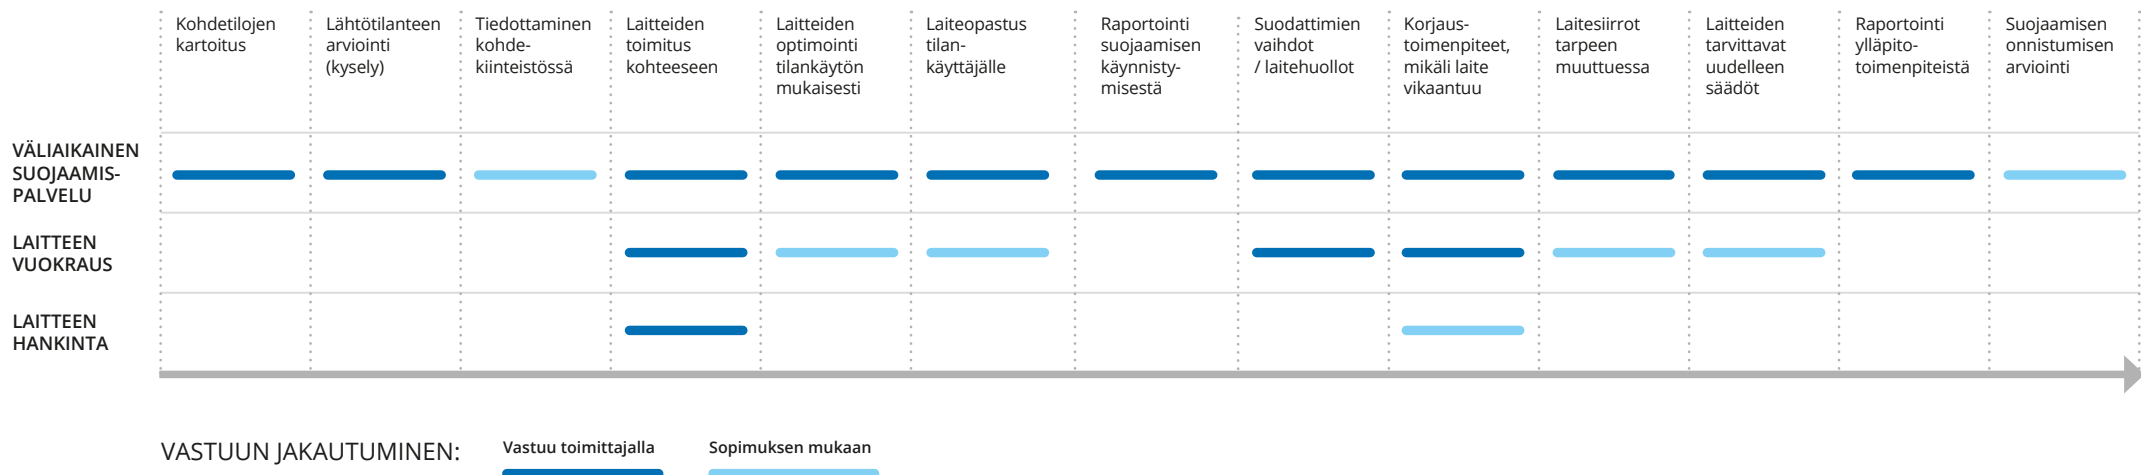 Kohdetilojen
kartoitus
Lähtötilanteen
arviointi
(kysely)
Tiedottaminen
kohde-
kiinteistössä
Laitteiden
toimitus
kohteeseen
Laitteiden
optimointi
tilankäytön
mukaisesti
Laiteopastus
tilan-
käyttäjälle
Raportointi
suojaamisen
käynnisty-
misestä
Suodattimien
vaihdot
/ laitehuollot
Korjaus-
toimenpiteet,
mikäli laite
vikaantuu
Laitesiirrot
tarpeen
muuttuessa
Laitteiden
tarvittavat
uudelleen
säädöt
Raportointi
ylläpito-
toimenpiteistä
Suojaamisen
onnistumisen
arviointi
VÄLIAIKAINEN
SUOJAAMIS-
PALVELU
LAITTEEN
VUOKRAUS
LAITTEEN
HANKINTA
VASTUUN JAKAUTUMINEN:
Vastuu toimittajalla
Sopimuksen mukaan